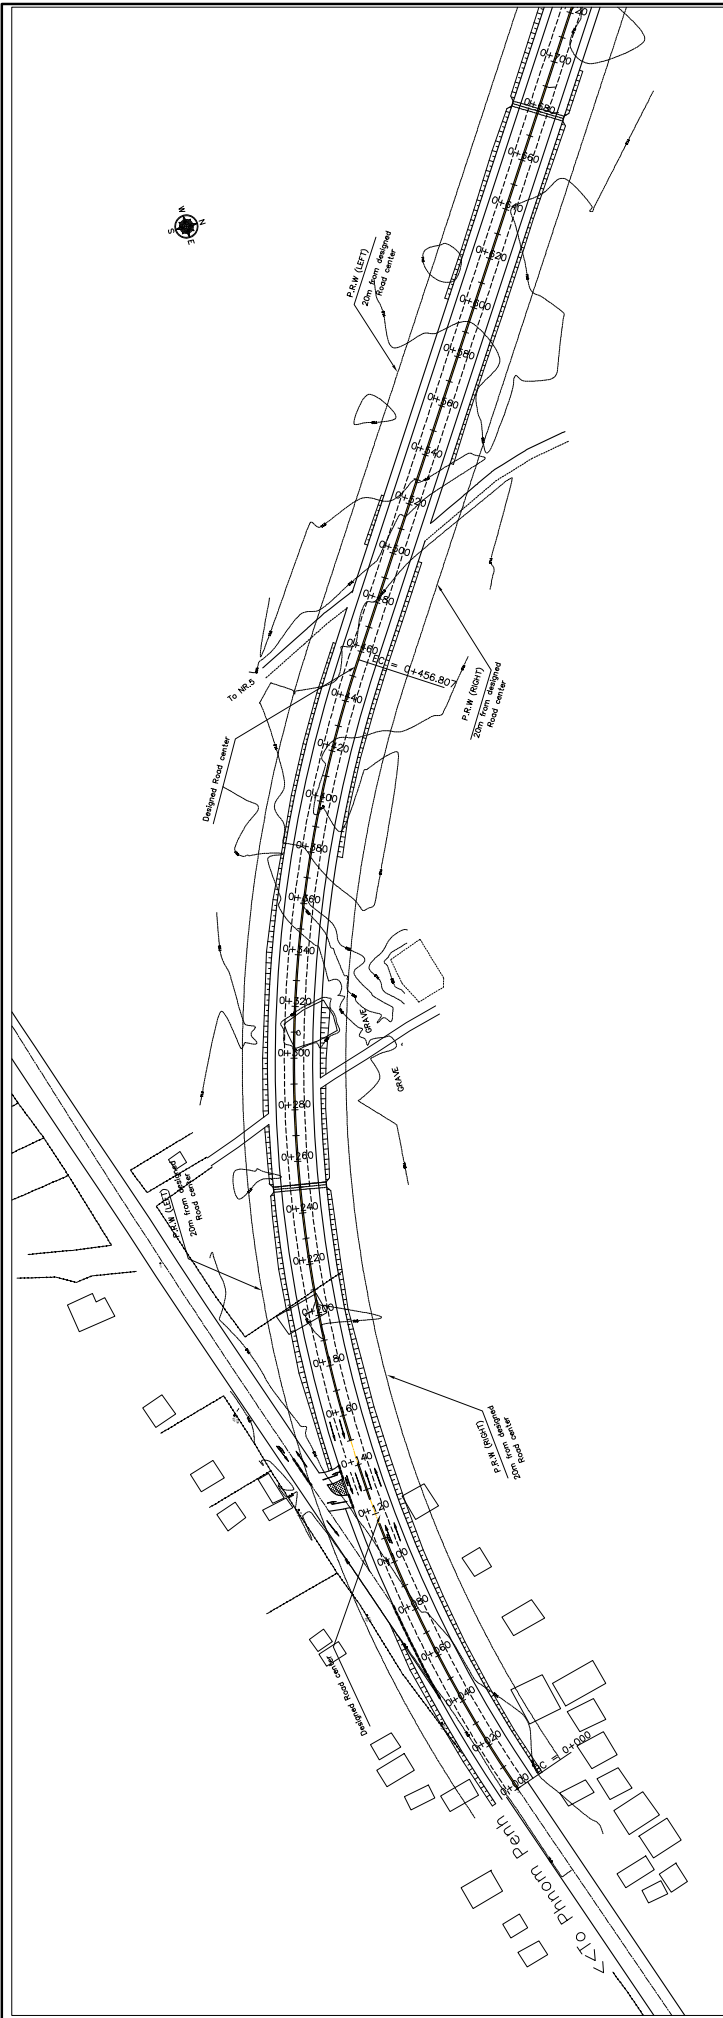 0+700
0+680
0+660
0+640
0+620
0+600
0+580
0+560
0+540
0+520
0+500
0+480
0+460
EC = 0+456.807
0+440
0+420
0+400
0+380
0+360
0+340
0+320
0+300
0+280
0+260
0+240
0+220
0+200
0+180
0+160
0+140
0+120
0+100
0+080
0+060
0+040
0+020
0+000
BC = 0+000
N
W
S
E
P.R.W (LEFT)
20m from designed
Road center
To NR.5
P.R.W (RIGHT)
20m from designed
Road center
Designed Road center
GRAVE
GRAVE
P.R.W (LEFT)
20m from designed
Road center
P.R.W (RIGHT)
20m from designed
Road center
Designed Road center
<<To Phnom Penh